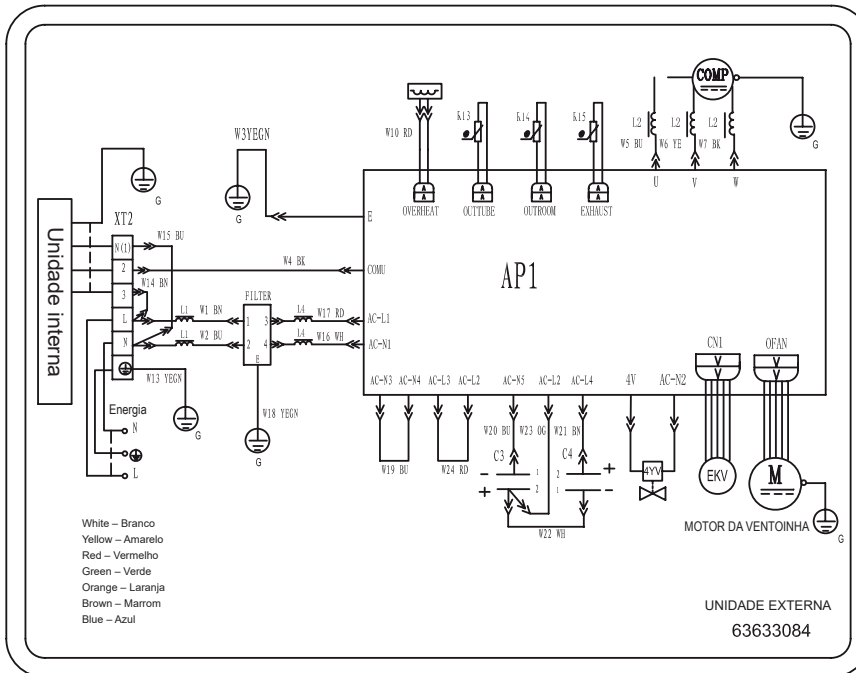 COMP
W3YEGN
W10 RD
K13
K14
K15
L2
L2
L2
W5 BU
W6 YE
W7 BK
G
G
G
U
V
W
OVERHEAT
OUTTUBE
OUTROOM
EXHAUST
A
A
A
A
A
A
A
A
E
Unidade interna
XT2
N(1)
W15 BU
2
W4 BK
COMU
AP1
3
W14 BN
FILTER
L
L1
W1 BN
1
3
L4
W17 RD
AC-L1
N
L1
W2 BU
2
4
L4
W16 WH
AC-N1
E
W13 YEGN
G
W18 YEGN
G
Energia
N
L
AC-N3
AC-N4
AC-L3
AC-L2
AC-N5
AC-L2
AC-L4
4V
AC-N2
CN1
OFAN
V
V
V
V
W19 BU
W24 RD
W20 BU
W23 OG
W21 BN
C3
C4
1
2
2
1
W22 WH
4YV
EKV
M
G
MOTOR DA VENTOINHA
White – Branco
Yellow – Amarelo
Red – Vermelho
Green – Verde
Orange – Laranja
Brown – Marrom
Blue – Azul
UNIDADE EXTERNA
63633084